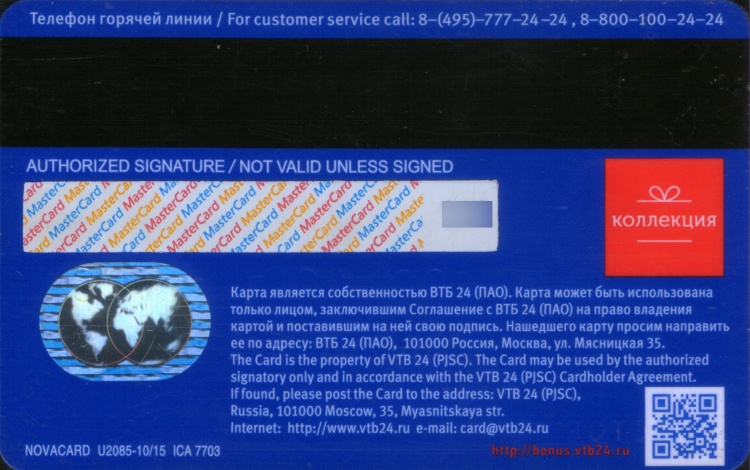 Телефон горячей линии / For customer service call: 8–(495)–777–24–24 , 8–800–100–24–24
AUTHORIZED SIGNATURE / NOT VALID UNLESS SIGNED
MasterCard MasterCard MasterCard MasterCard MasterCard
КОЛЛЕКЦИЯ
Карта является собственностью ВТБ 24 (ПАО). Карта может быть использована
только лицом, заключившим Соглашение с ВТБ 24 (ПАО) на право владения
картой и поставившим на ней свою подпись. Нашедшего карту просим направить
ее по адресу: ВТБ 24 (ПАО), 101000 Россия, Москва, ул. Мясницкая 35.
The Card is the property of VTB 24 (PJSC). The Card may be used by the authorized
signatory only and in accordance with the VTB 24 (PJSC) Cardholder Agreement.
If found, please post the Card to the address: VTB 24 (PJSC),
Russia, 101000 Moscow, 35, Myasnitskaya str.
Internet: http://www.vtb24.ru e-mail: card@vtb24.ru
NOVACARD U2085-10/15 ICA 7703
http://bonus.vtb24.ru